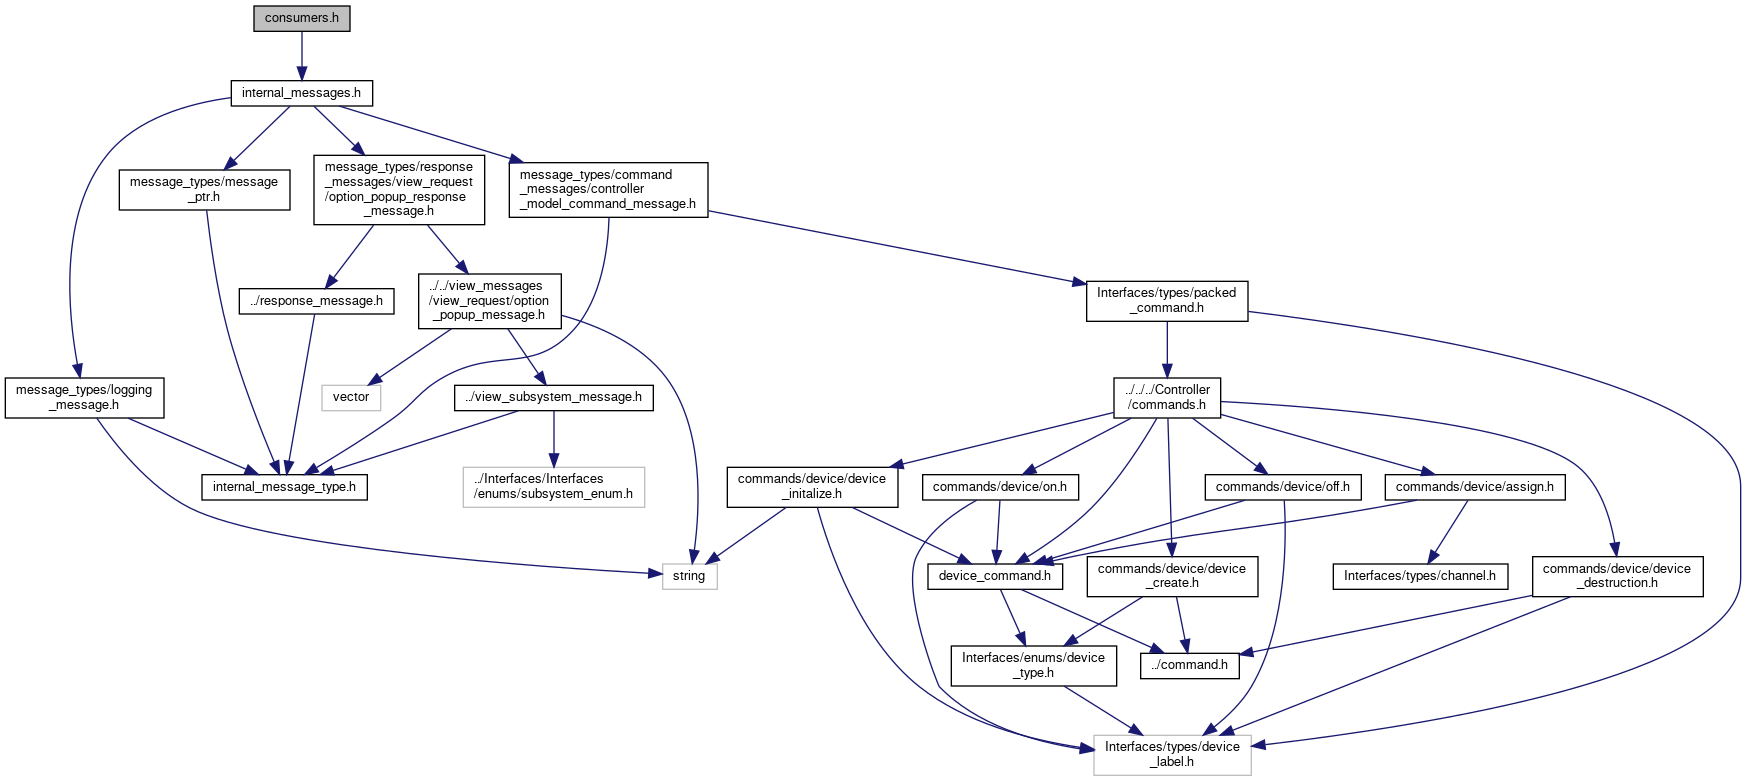 consumers.h
internal_messages.h
message_types/message
_ptr.h
message_types/response
_messages/view_request
/option_popup_response
_message.h
message_types/command
_messages/controller
_model_command_message.h
../response_message.h
../../view_messages
/view_request/option
_popup_message.h
Interfaces/types/packed
_command.h
message_types/logging
_message.h
vector
../view_subsystem_message.h
../../../Controller
/commands.h
internal_message_type.h
../Interfaces/Interfaces
/enums/subsystem_enum.h
commands/device/device
_initalize.h
commands/device/on.h
commands/device/off.h
commands/device/assign.h
string
device_command.h
commands/device/device
_create.h
Interfaces/types/channel.h
commands/device/device
_destruction.h
Interfaces/enums/device
_type.h
../command.h
Interfaces/types/device
_label.h